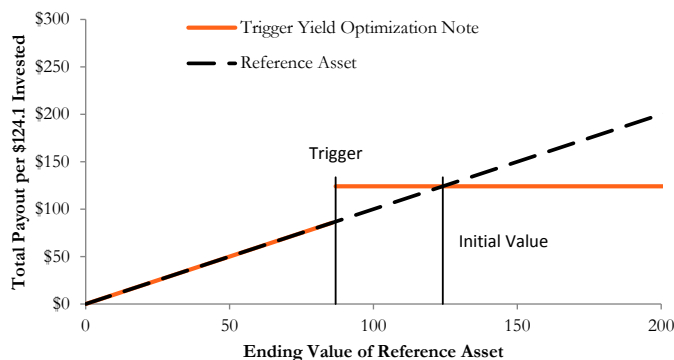 $300
$250
$200
$150
$100
$50
$0
Total Payout per $124.1 Invested
Trigger Yield Optimization Note
Reference Asset
Trigger
Initial Value
0
50
100
150
200
Ending Value of Reference Asset